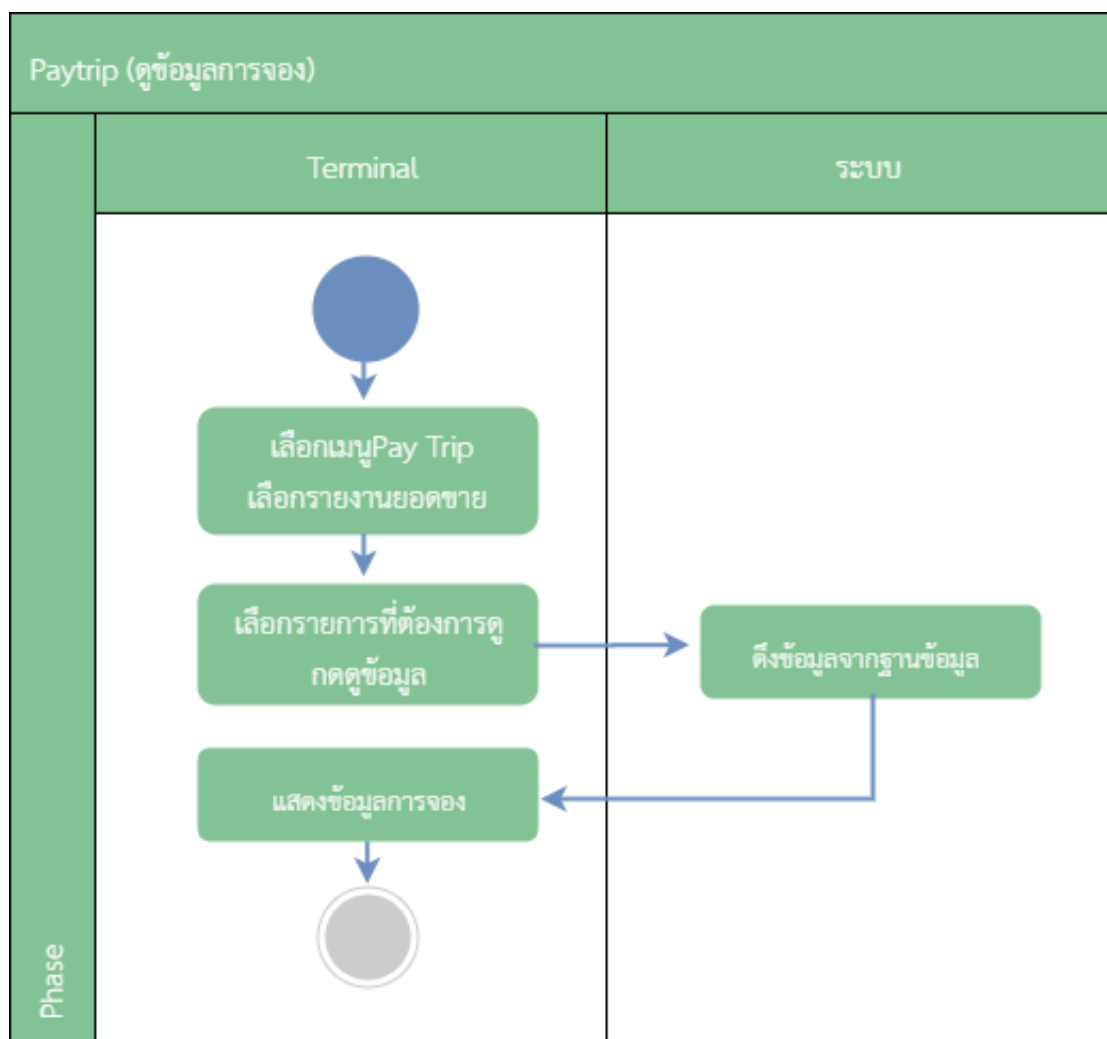 Paytrip (ดูข้อมูลการจอง)
Terminal
ระบบ
เลือกเมนูPay Trip
เลือกรายงานยอดขาย
เลือกรายการที่ต้องการดู
กดดูข้อมูล
ดึงข้อมูลจากฐานข้อมูล
แสดงข้อมูลการจอง
Phase